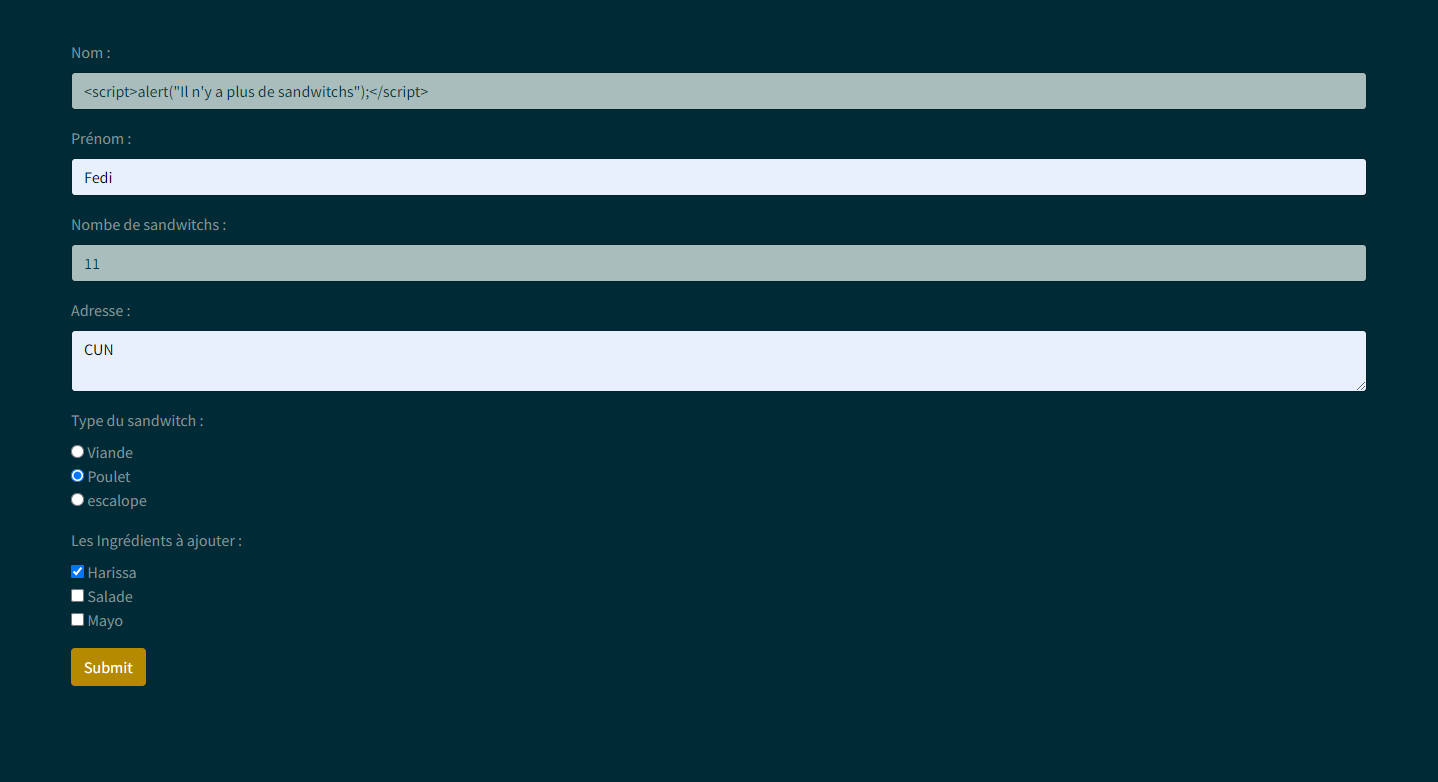 Nom :
<script>alert("Il n'y a plus de sandwitchs");</script>
Prénom :
Fedi
Nombe de sandwitchs :
11
Adresse :
CUN
Type du sandwitch :
Viande
Poulet
escalope
Les Ingrédients à ajouter :
Harissa
Salade
Mayo
Submit